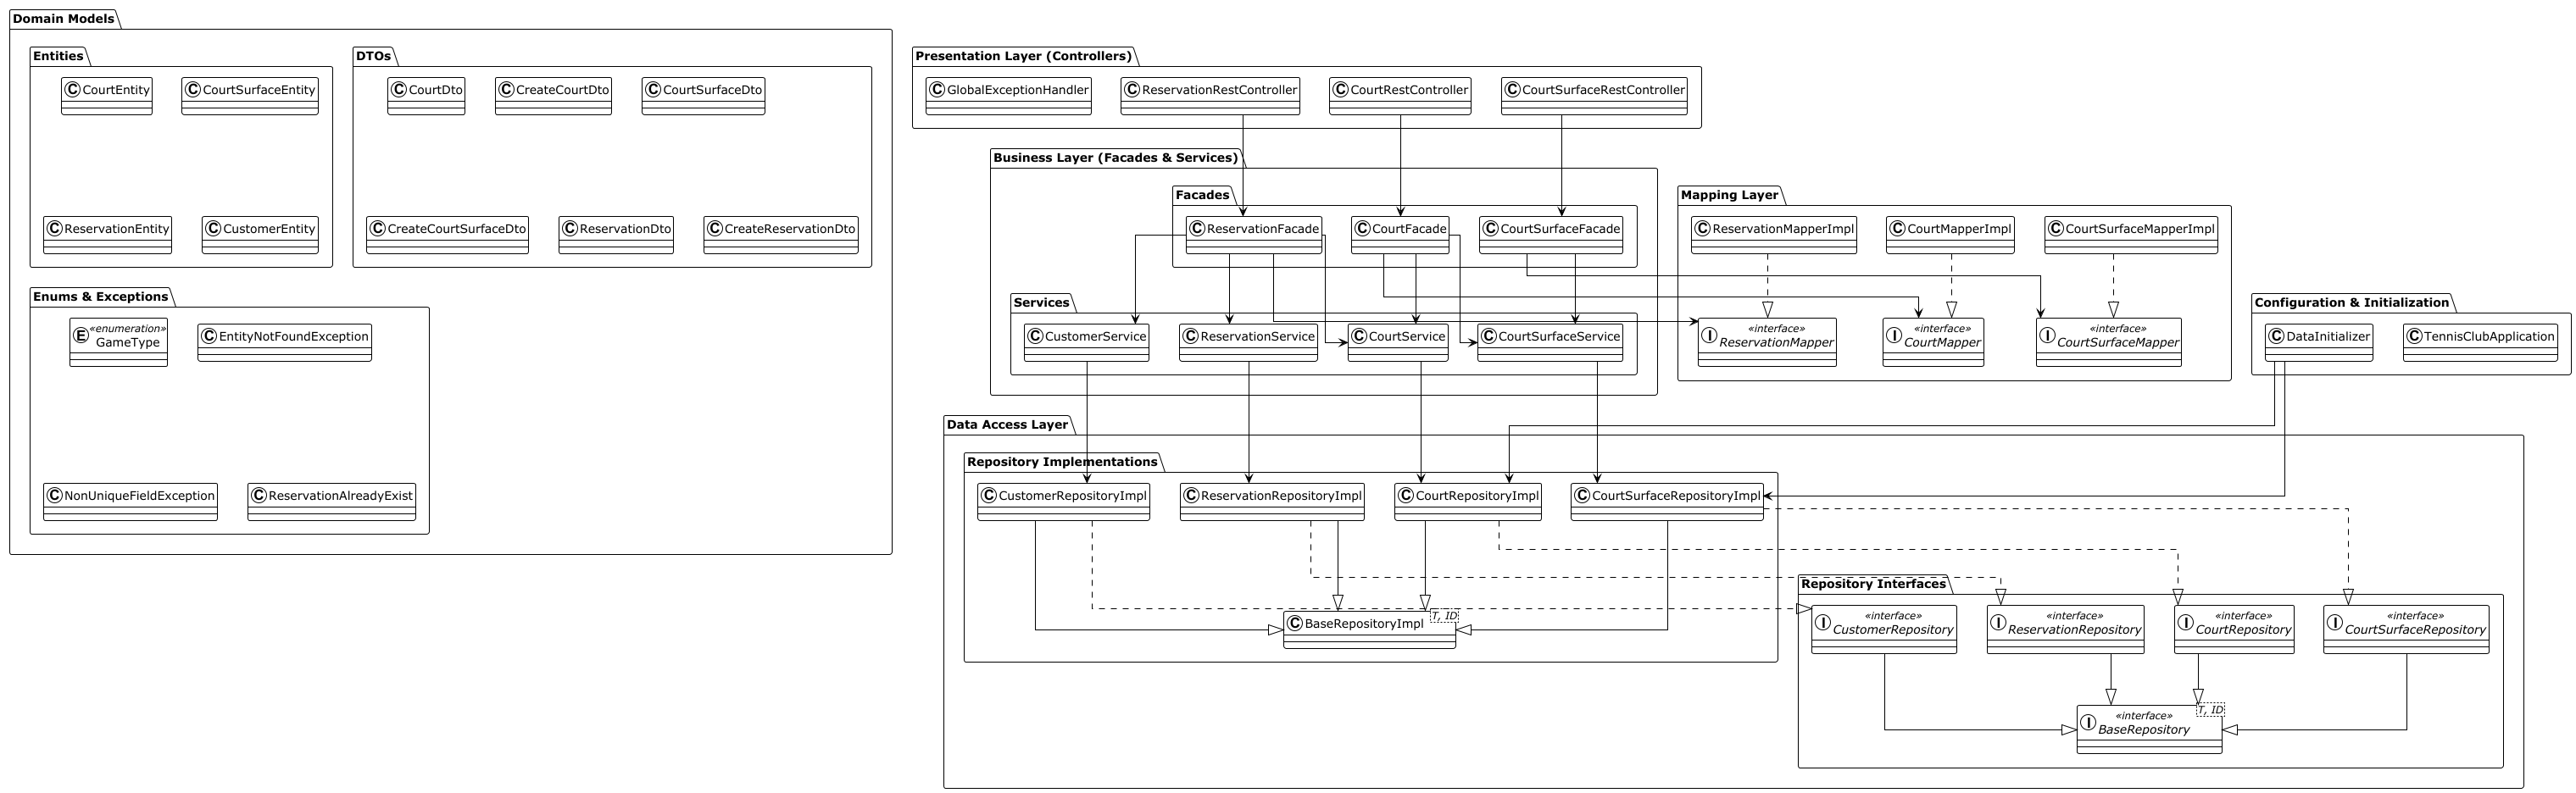 Domain Models
Entities
C CourtEntity
C CourtSurfaceEntity
C ReservationEntity
C CustomerEntity
DTOs
C CourtDto
C CreateCourtDto
C CourtSurfaceDto
C CreateCourtSurfaceDto
C ReservationDto
C CreateReservationDto
Enums & Exceptions
E «enumeration»
GameType
C EntityNotFoundException
C NonUniqueFieldException
C ReservationAlreadyExist
Presentation Layer (Controllers)
C GlobalExceptionHandler
C ReservationRestController
C CourtRestController
C CourtSurfaceRestController
Business Layer (Facades & Services)
Facades
C ReservationFacade
C CourtFacade
C CourtSurfaceFacade
Services
C CustomerService
C ReservationService
C CourtService
C CourtSurfaceService
Mapping Layer
C ReservationMapperImpl
C CourtMapperImpl
C CourtSurfaceMapperImpl
I «interface»
ReservationMapper
I «interface»
CourtMapper
I «interface»
CourtSurfaceMapper
Configuration & Initialization
C DataInitializer
C TennisClubApplication
Data Access Layer
Repository Implementations
C CustomerRepositoryImpl
C ReservationRepositoryImpl
C CourtRepositoryImpl
C CourtSurfaceRepositoryImpl
C BaseRepositoryImpl
T, ID
Repository Interfaces
I «interface»
CustomerRepository
I «interface»
ReservationRepository
I «interface»
CourtRepository
I «interface»
CourtSurfaceRepository
I «interface»
BaseRepository
T, ID